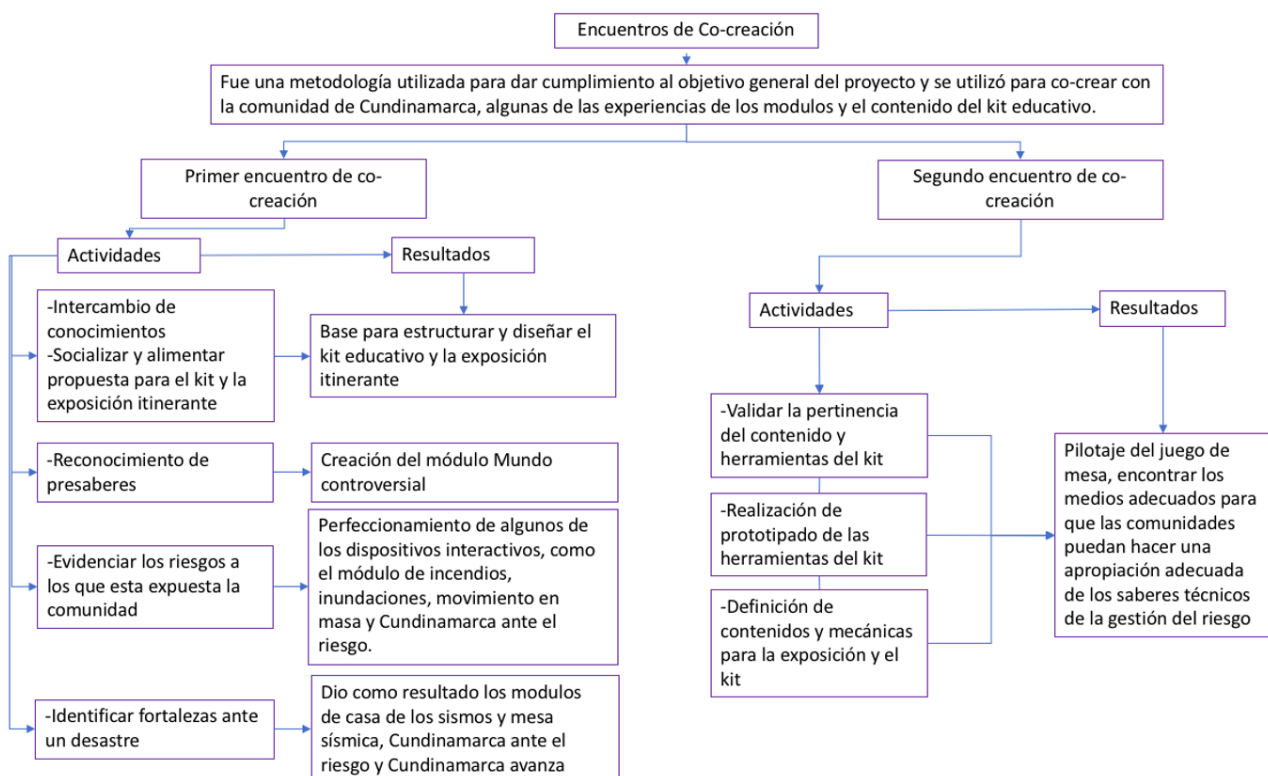 Encuentros de Co-creación
Fue una metodología utilizada para dar cumplimiento al objetivo general del proyecto y se utilizó para co-crear con
la comunidad de Cundinamarca, algunas de las experiencias de los modulos y el contenido del kit educativo.
Primer encuentro de co-
creación
Actividades
Resultados
-Intercambio de
conocimientos
-Socializar y alimentar
propuesta para el kit y la
exposición itinerante
Base para estructurar y diseñar el
kit educativo y la exposición
itinerante
-Reconocimiento de
presaberes
Creación del módulo Mundo
controversial
-Evidenciar los riesgos a
los que esta expuesta la
comunidad
Perfeccionamiento de algunos de
los dispositivos interactivos, como
el módulo de incendios,
inundaciones, movimiento en
masa y Cundinamarca ante el
riesgo.
-Identificar fortalezas ante
un desastre
Dio como resultado los modulos
de casa de los sismos y mesa
sísmica, Cundinamarca ante el
riesgo y Cundinamarca avanza
Segundo encuentro de co-
creación
Actividades
Resultados
-Validar la pertinencia
del contenido y
herramientas del kit
-Realización de
prototipado de las
herramientas del kit
-Definición de
contenidos y mecánicas
para la exposición y el
kit
Pilotaje del juego de
mesa, encontrar los
medios adecuados para
que las comunidades
puedan hacer una
apropiación adecuada
de los saberes técnicos
de la gestión del riesgo